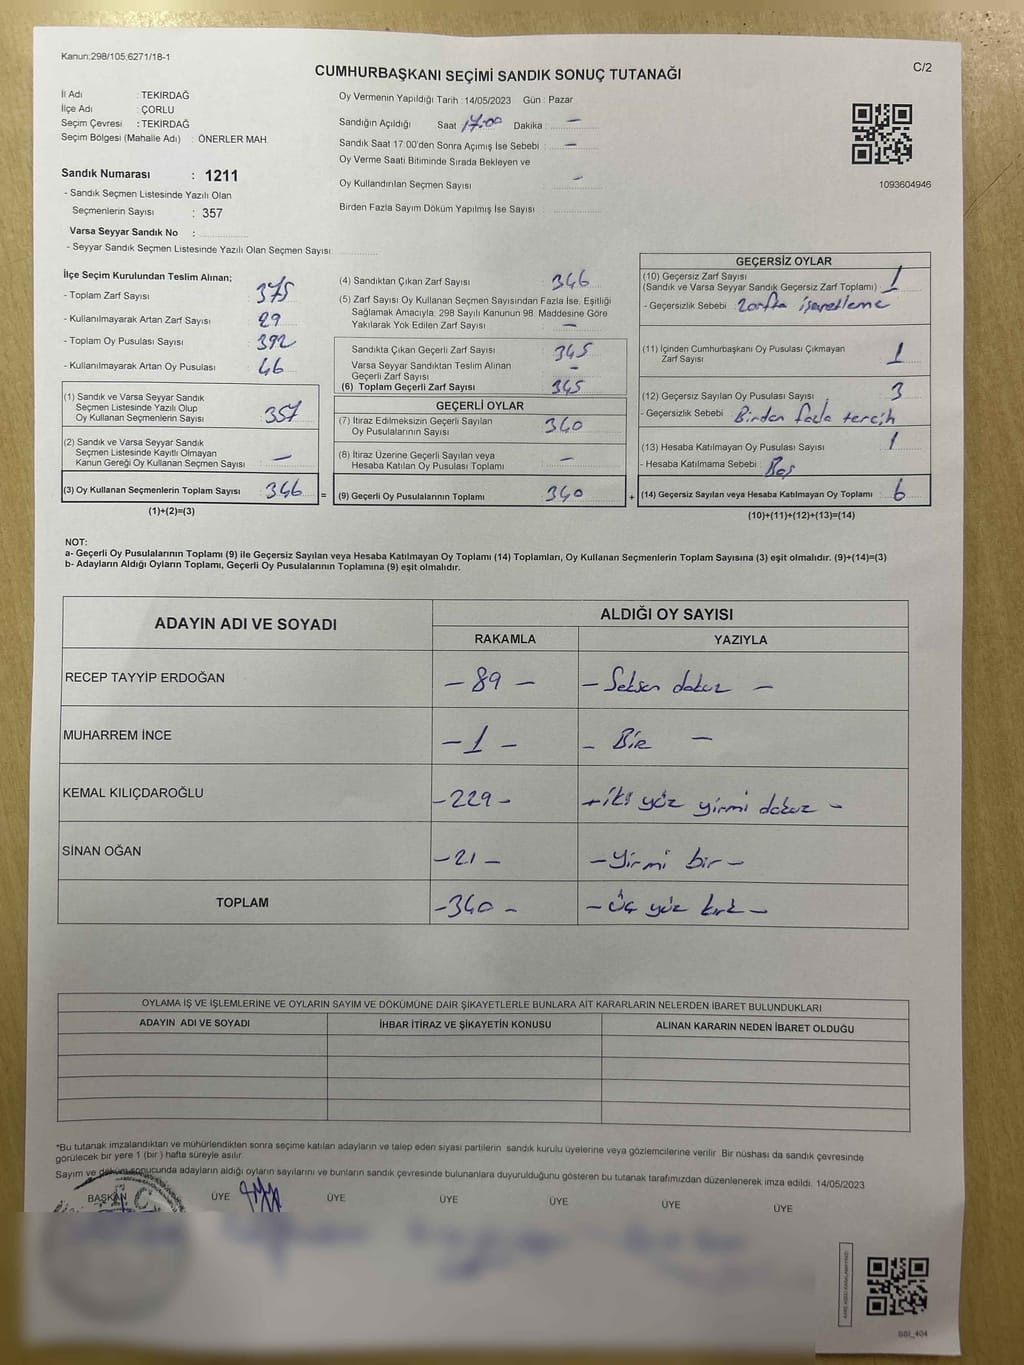 Kanun:298/105;6271/18-1
C/2
CUMHURBAŞKANI SEÇİMİ SANDIK SONUÇ TUTANAĞI
İl Adı : TEKİRDAĞ
İlçe Adı : ÇORLU
Seçim Çevresi : TEKİRDAĞ
Seçim Bölgesi (Mahalle Adı) : ÖNERLER MAH.
Sandık Numarası : 1211
- Sandık Seçmen Listesinde Yazılı Olan
Seçmenlerin Sayısı : 357
Varsa Seyyar Sandık No :
- Seyyar Sandık Seçmen Listesinde Yazılı Olan Seçmen Sayısı:
Oy Vermenin Yapıldığı Tarih : 14/05/2023 Gün : Pazar
Sandığın Açıldığı Saat 17:00 Dakika : —
Sandık Saat 17:00'den Sonra Açımış İse Sebebi : —
Oy Verme Saati Bitiminde Sırada Bekleyen ve
Oy Kullandırılan Seçmen Sayısı —
Birden Fazla Sayım Döküm Yapılmış İse Sayısı :
1093604946
İlçe Seçim Kurulundan Teslim Alınan;
- Toplam Zarf Sayısı 375
- Kullanılmayarak Artan Zarf Sayısı 29
- Toplam Oy Pusulası Sayısı 392
- Kullanılmayarak Artan Oy Pusulası 46
(1) Sandık ve Varsa Seyyar Sandık
Seçmen Listesinde Yazılı Olup
Oy Kullanan Seçmenlerin Sayısı 357
(2) Sandık ve Varsa Seyyar Sandık
Seçmen Listesinde Kayıtlı Olmayan
Kanun Gereği Oy Kullanan Seçmen Sayısı —
(3) Oy Kullanan Seçmenlerin Toplam Sayısı 346 =
(1)+(2)=(3)
(4) Sandıktan Çıkan Zarf Sayısı 346
(5) Zarf Sayısı Oy Kullanan Seçmen Sayısından Fazla İse, Eşitliği
Sağlamak Amacıyla, 298 Sayılı Kanunun 98. Maddesine Göre
Yakılarak Yok Edilen Zarf Sayısı —
Sandıkta Çıkan Geçerli Zarf Sayısı 345
Varsa Seyyar Sandıktan Teslim Alınan
Geçerli Zarf Sayısı —
(6) Toplam Geçerli Zarf Sayısı 345
GEÇERLİ OYLAR
(7) İtiraz Edilmeksizin Geçerli Sayılan
Oy Pusulalarının Sayısı 340
(8) İtiraz Üzerine Geçerli Sayılan veya
Hesaba Katılan Oy Pusulası Toplamı —
(9) Geçerli Oy Pusulalarının Toplamı 340 +
GEÇERSİZ OYLAR
(10) Geçersiz Zarf Sayısı
(Sandık ve Varsa Seyyar Sandık Geçersiz Zarf Toplamı) 1
- Geçersizlik Sebebi : zarfta işaretleme
(11) İçinden Cumhurbaşkanı Oy Pusulası Çıkmayan
Zarf Sayısı 1
(12) Geçersiz Sayılan Oy Pusulası Sayısı 3
- Geçersizlik Sebebi Birden fazla tercih
(13) Hesaba Katılmayan Oy Pusulası Sayısı 1
- Hesaba Katılmama Sebebi : Boş
(14) Geçersiz Sayılan veya Hesaba Katılmayan Oy Toplamı 6
(10)+(11)+(12)+(13)=(14)
NOT:
a- Geçerli Oy Pusulalarının Toplamı (9) ile Geçersiz Sayılan veya Hesaba Katılmayan Oy Toplamı (14) Toplamları, Oy Kullanan Seçmenlerin Toplam Sayısına (3) eşit olmalıdır. (9)+(14)=(3)
b- Adayların Aldığı Oyların Toplamı, Geçerli Oy Pusulalarının Toplamına (9) eşit olmalıdır.
ADAYIN ADI VE SOYADI
ALDIĞI OY SAYISI
RAKAMLA YAZIYLA
RECEP TAYYİP ERDOĞAN – 89 – – Seksen dokuz –
MUHARREM İNCE – 1 – – Bir –
KEMAL KILIÇDAROĞLU – 229 – – iki yüz yirmi dokuz –
SİNAN OĞAN – 21 – – Yirmi bir –
TOPLAM – 340 – – Üç yüz kırk –
OYLAMA İŞ VE İŞLEMLERİNE VE OYLARIN SAYIM VE DÖKÜMÜNE DAİR ŞİKAYETLERLE BUNLARA AİT KARARLARIN NELERDEN İBARET BULUNDUKLARI
ADAYIN ADI VE SOYADI İHBAR İTİRAZ VE ŞİKAYETİN KONUSU ALINAN KARARIN NEDEN İBARET OLDUĞU
*Bu tutanak imzalandıktan ve mühürlendikten sonra seçime katılan adayların ve talep eden siyasi partilerin sandık kurulu üyelerine veya gözlemcilerine verilir. Bir nüshası da sandık çevresinde
görülecek bir yere 1 (bir ) hafta süreyle asılır.
Sayım ve döküm sonucunda adayların aldığı oyların sayılarını ve bunların sandık çevresinde bulunanlara duyurulduğunu gösteren bu tutanak tarafımızdan düzenlenerek imza edildi. 14/05/2023
BAŞKAN ÜYE ÜYE ÜYE ÜYE ÜYE ÜYE